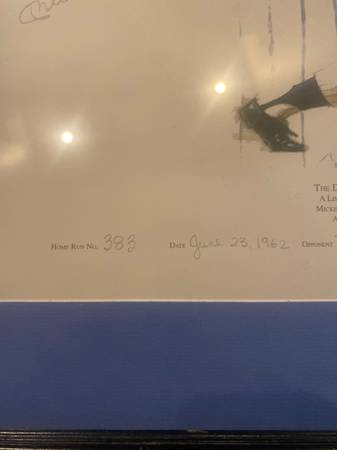 THE D
A LI
MICKE
A
HOME RUN NO. 383 DATE June 23, 1962 OPPONENT